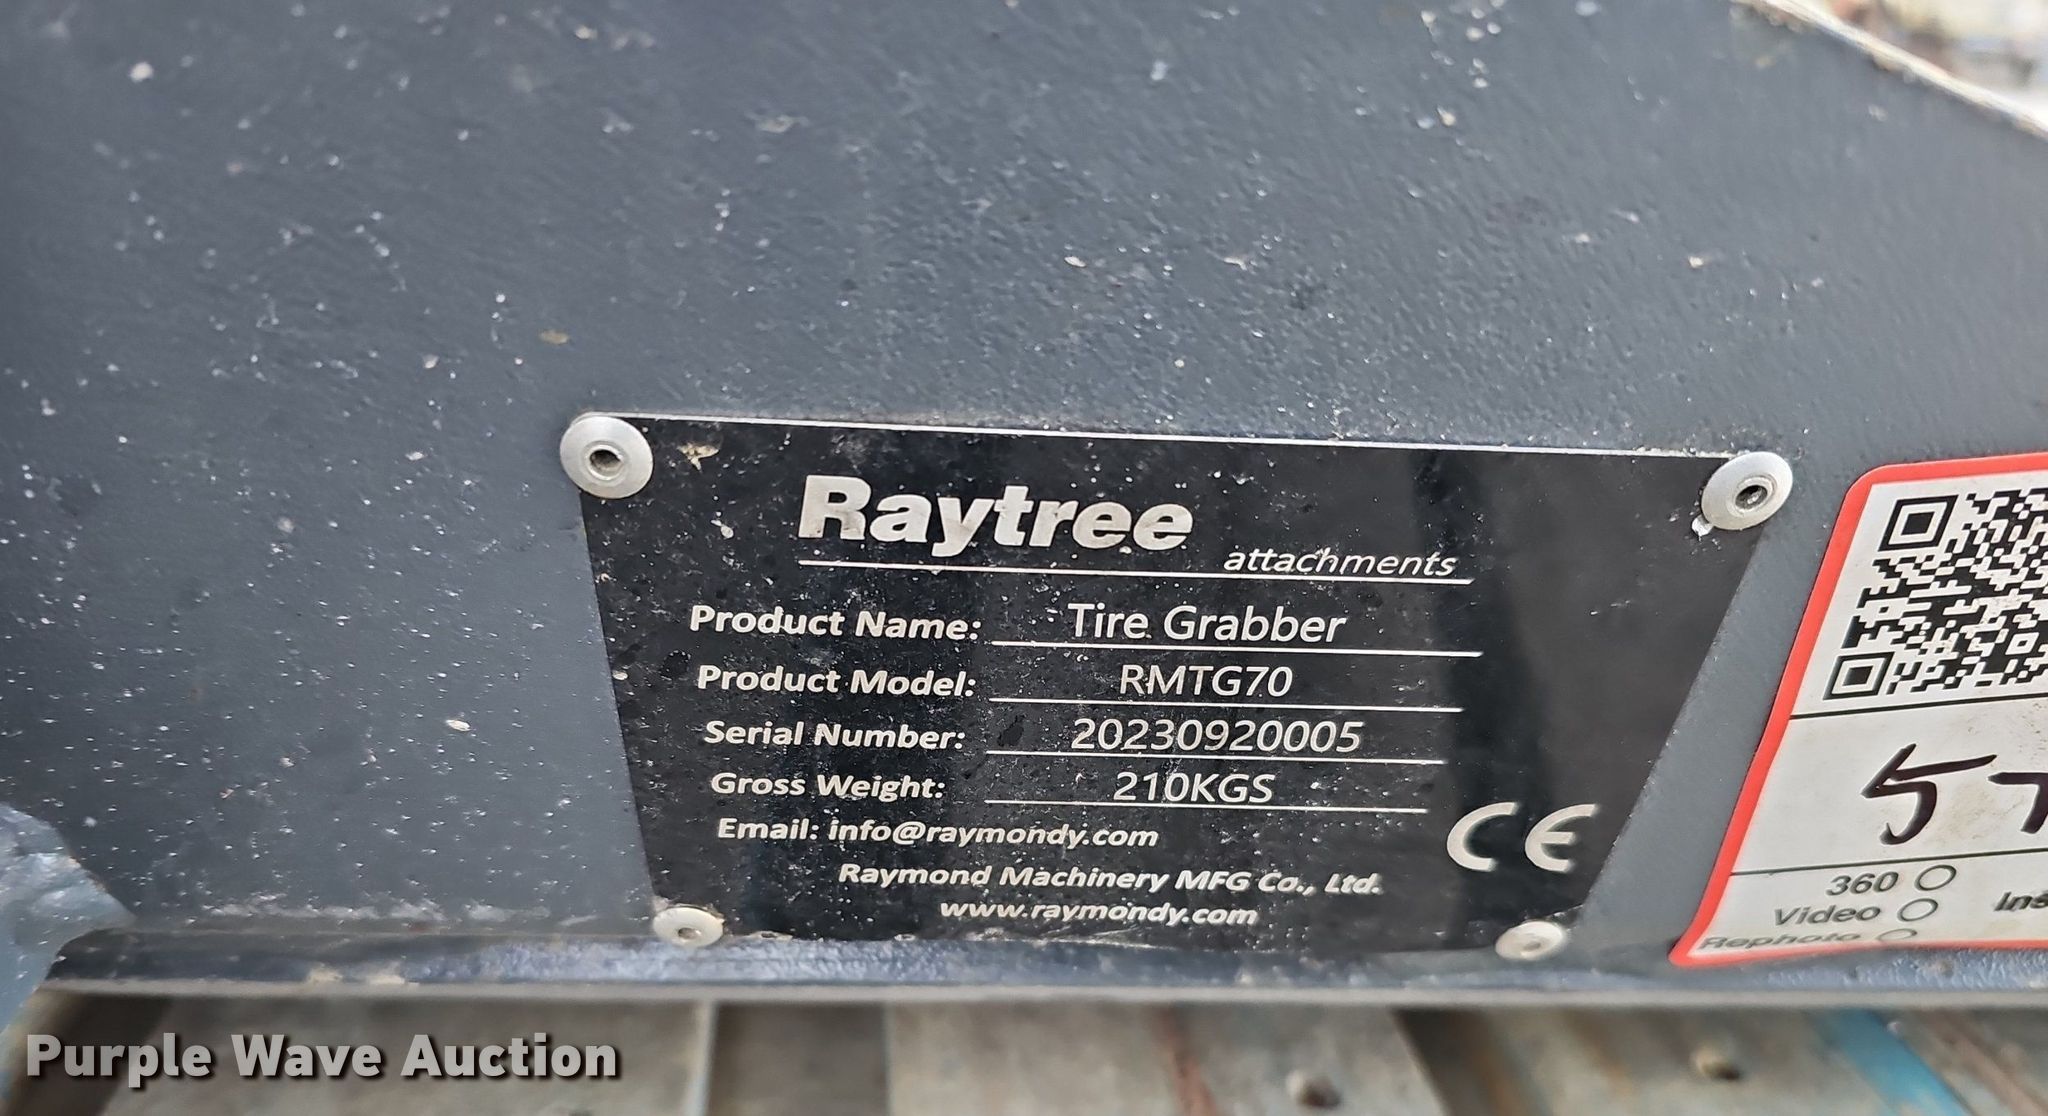 Raytree
attachments
Product Name: Tire Grabber
Product Model: RMTG70
Serial Number: 20230920005
Gross Weight: 210KGS
Email: info@raymondy.com
Raymond Machinery MFG Co., Ltd.
www.raymondy.com
CE
360
Video
Rephoto
Purple Wave Auction